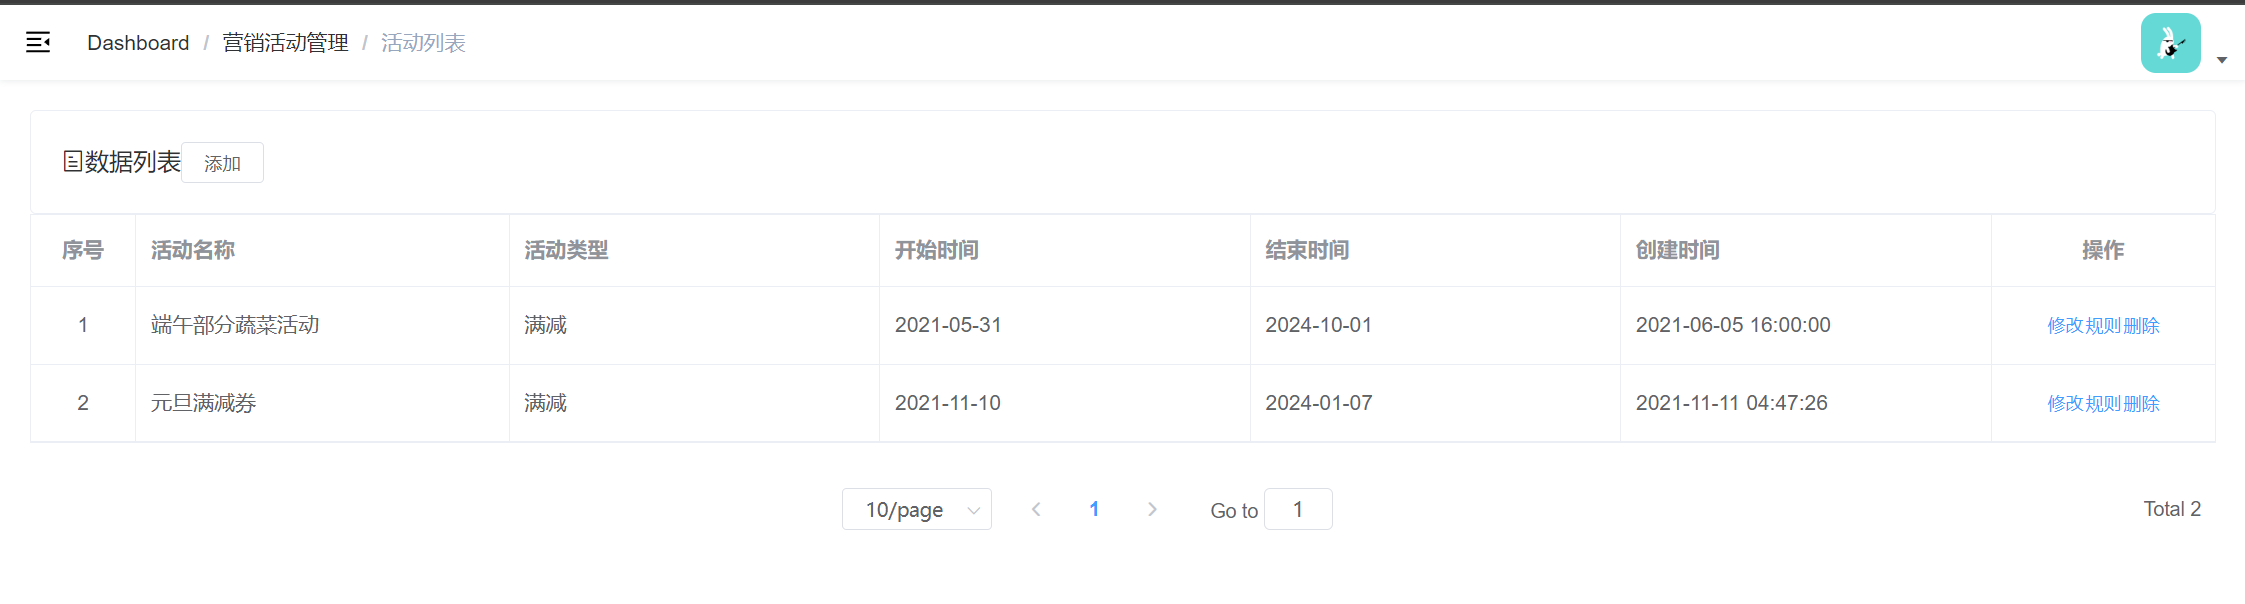 Dashboard / 营销活动管理 / 活动列表
数据列表 添加
序号 活动名称 活动类型 开始时间 结束时间 创建时间 操作
1 端午部分蔬菜活动 满减 2021-05-31 2024-10-01 2021-06-05 16:00:00 修改规则删除
2 元旦满减券 满减 2021-11-10 2024-01-07 2021-11-11 04:47:26 修改规则删除
10/page 1 Go to 1 Total 2